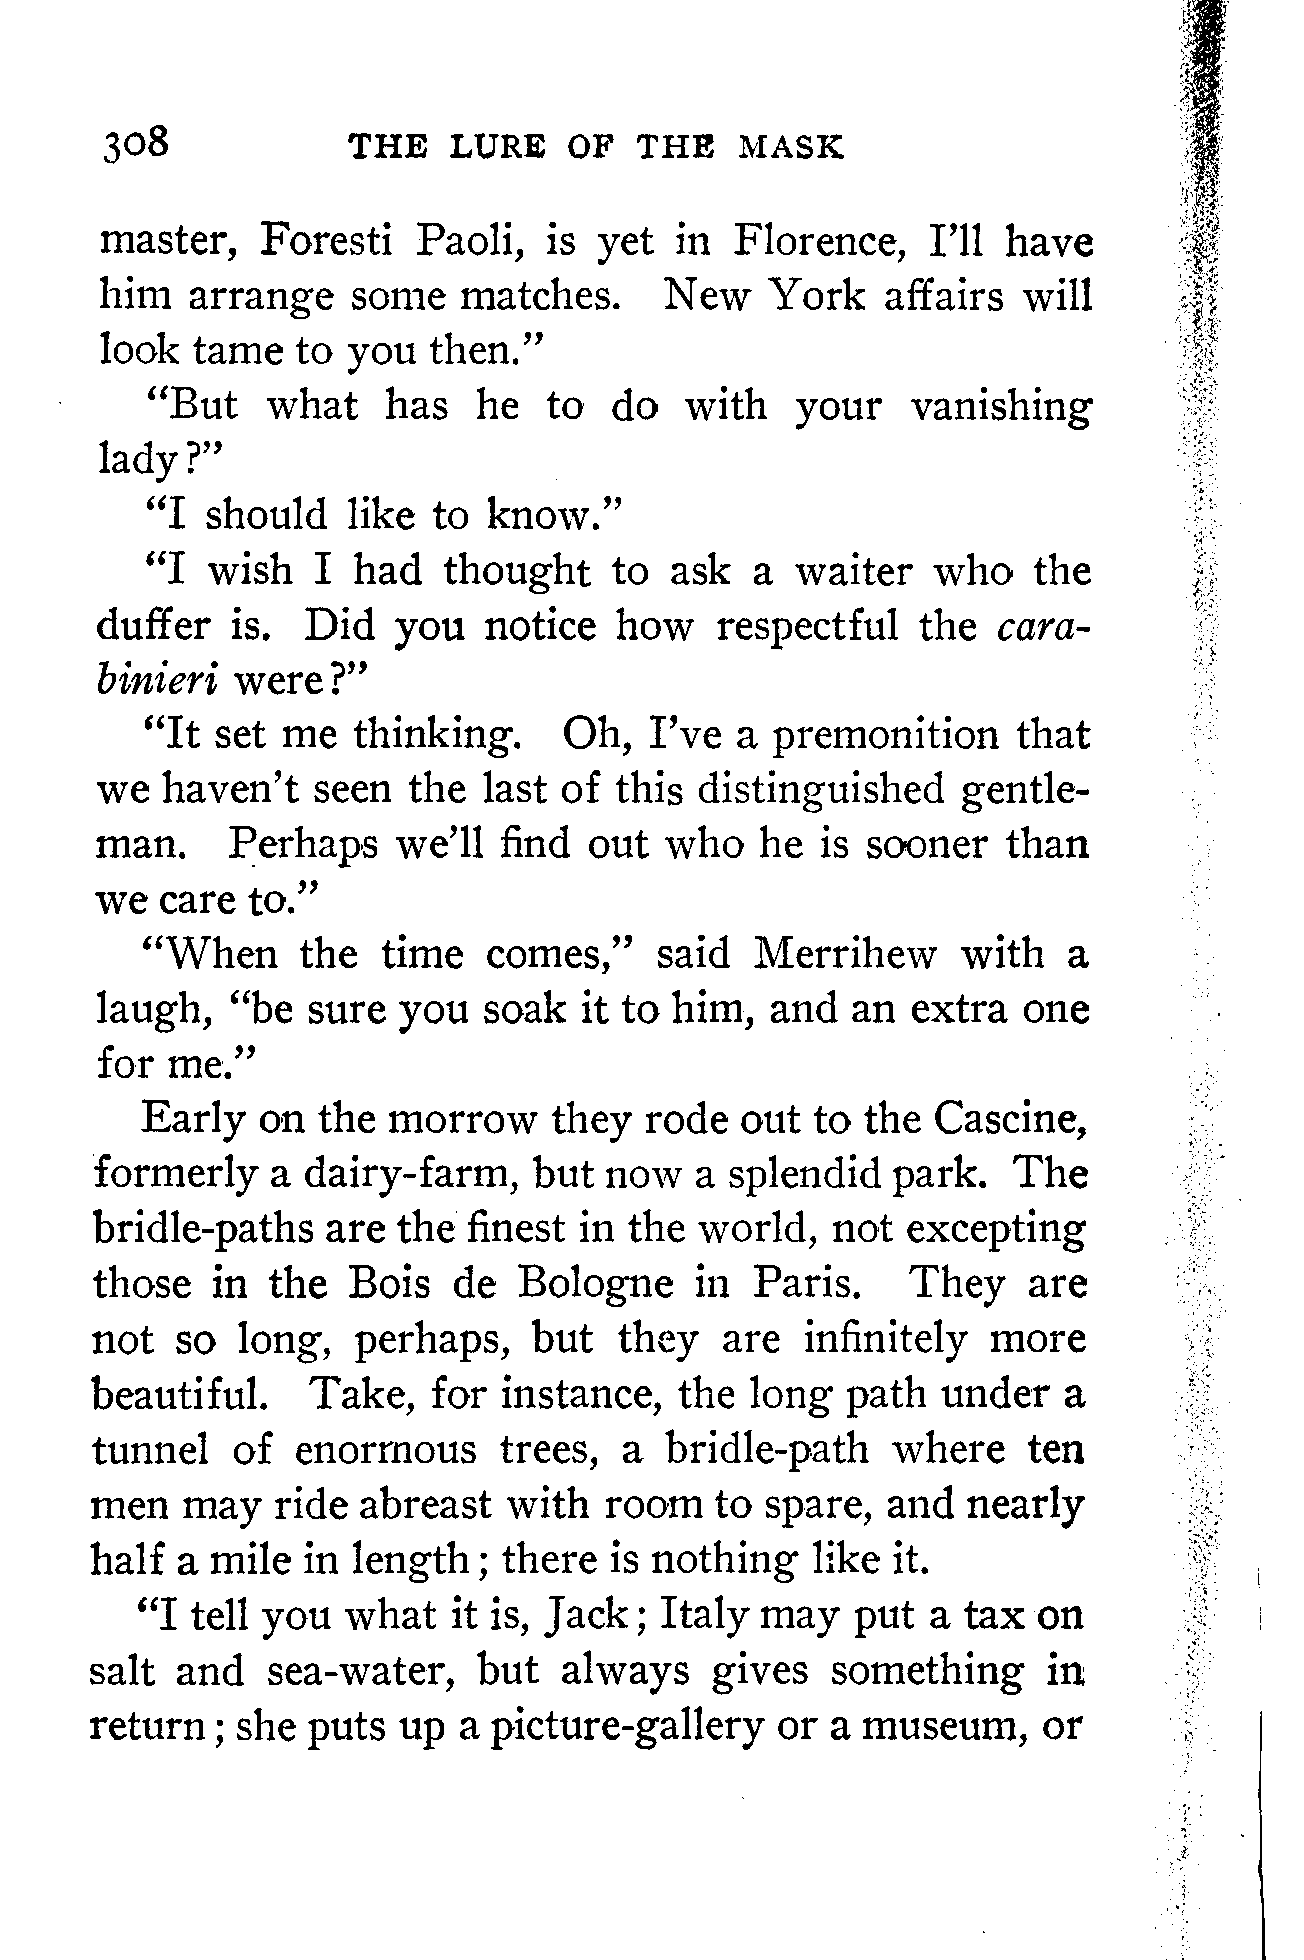 308 THE LURE OF THE MASK
master, Foresti Paoli, is yet in Florence, I'll have
him arrange some matches. New York affairs will
look tame to you then."
"But what has he to do with your vanishing
lady?"
"I should like to know."
"I wish I had thought to ask a waiter who the
duffer is. Did you notice how respectful the cara-
binieri were?"
"It set me thinking. Oh, I've a premonition that
we haven't seen the last of this distinguished gentle-
man. Perhaps we'll find out who he is sooner than
we care to."
"When the time comes," said Merrihew with a
laugh, "be sure you soak it to him, and an extra one
for me."
Early on the morrow they rode out to the Cascine,
formerly a dairy-farm, but now a splendid park. The
bridle-paths are the finest in the world, not excepting
those in the Bois de Bologne in Paris. They are
not so long, perhaps, but they are infinitely more
beautiful. Take, for instance, the long path under a
tunnel of enormous trees, a bridle-path where ten
men may ride abreast with room to spare, and nearly
half a mile in length; there is nothing like it.
"I tell you what it is, Jack; Italy may put a tax on
salt and sea-water, but always gives something in
return; she puts up a picture-gallery or a museum, or